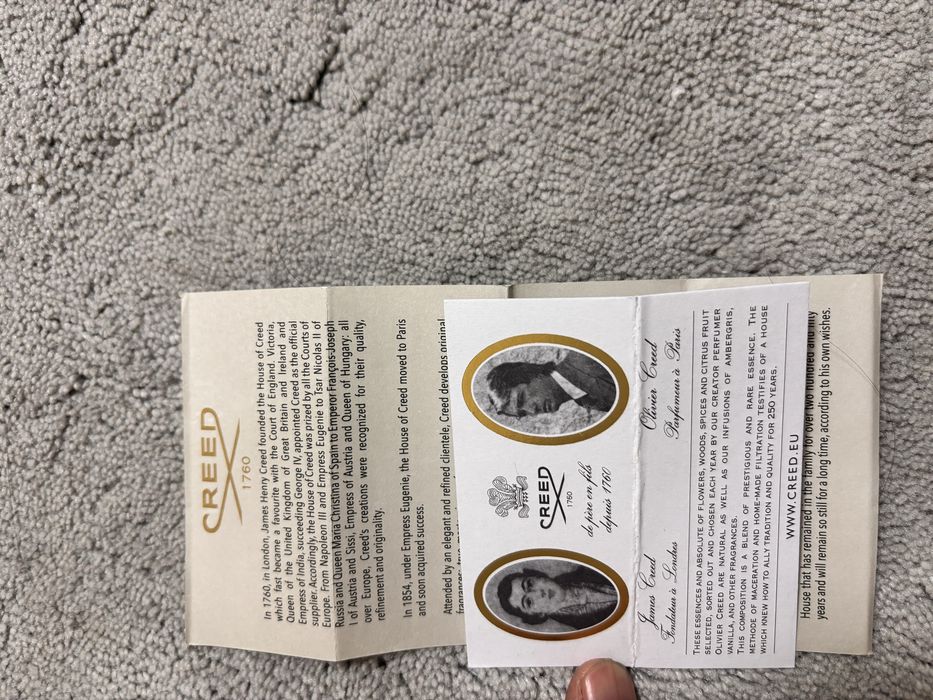 CREED
1760
In 1760, in London, James Henry Creed founded the House of Creed
which fast became a favourite with the Court of England. Victoria,
Queen of the United Kingdom of Great Britain and Ireland and
Empress of India, succeeding George IV, appointed Creed as the official
supplier. Accordingly, the House of Creed was prized by all the Courts of
Europe. From Napoleon III and Empress Eugenie to Tsar Nicolas II of
Russia and Queen Maria Christina of Spain to Emperor François-Joseph
I of Austria and Sissi, Empress of Austria and Queen of Hungary: all
over Europe, Creed's creations were recognized for their quality,
refinement and originality.
In 1854, under Empress Eugenie, the House of Creed moved to Paris
and soon acquired success.
Attended by an elegant and refined clientele, Creed develops original
CREED
1760
de père en fils
depuis 1760
James Creed
Fondateur à Londres
Olivier Creed
Parfumeur à Paris
THESE ESSENCES AND ABSOLUTE OF FLOWERS, WOODS, SPICES AND CITRUS FRUIT
SELECTED, SORTED OUT AND CHOSEN EACH YEAR BY OUR CREATOR PERFUMER
OLIVIER CREED ARE NATURAL AS WELL AS OUR INFUSIONS OF AMBERGRIS,
VANILLA, AND OTHER FRAGRANCES.
THIS COMPOSITION IS A BLEND OF PRESTIGIOUS AND RARE ESSENCE. THE
METHODE OF MACERATION AND HOME-MADE FILTRATION TESTIFIES OF A HOUSE
WHICH KNEW HOW TO ALLY TRADITION AND QUALITY FOR 250 YEARS.
WWW.CREED.EU
House that has remained in the family for over two hundred and fifty
years and will remain so still for a long time, according to his own wishes.